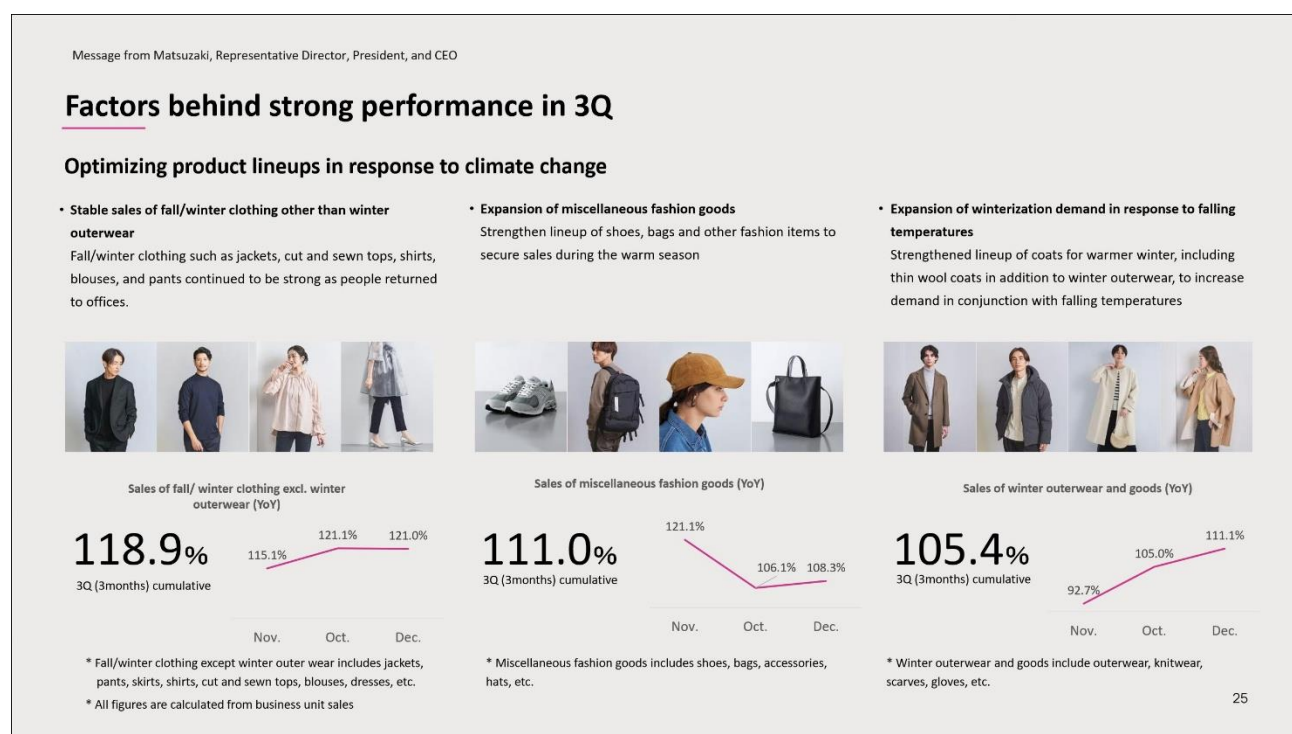 Message from Matsuzaki, Representative Director, President, and CEO
Factors behind strong performance in 3Q
Optimizing product lineups in response to climate change
• Stable sales of fall/winter clothing other than winter
outerwear
Fall/winter clothing such as jackets, cut and sewn tops, shirts,
blouses, and pants continued to be strong as people returned
to offices.
• Expansion of miscellaneous fashion goods
Strengthen lineup of shoes, bags and other fashion items to
secure sales during the warm season
• Expansion of winterization demand in response to falling
temperatures
Strengthened lineup of coats for warmer winter, including
thin wool coats in addition to winter outerwear, to increase
demand in conjunction with falling temperatures
Sales of fall/ winter clothing excl. winter
outerwear (YoY)
118.9%
3Q (3months) cumulative
115.1%
121.1%
121.0%
Nov.
Oct.
Dec.
* Fall/winter clothing except winter outer wear includes jackets,
pants, skirts, shirts, cut and sewn tops, blouses, dresses, etc.
* All figures are calculated from business unit sales
Sales of miscellaneous fashion goods (YoY)
111.0%
3Q (3months) cumulative
121.1%
106.1%
108.3%
Nov.
Oct.
Dec.
* Miscellaneous fashion goods includes shoes, bags, accessories,
hats, etc.
Sales of winter outerwear and goods (YoY)
105.4%
3Q (3months) cumulative
92.7%
105.0%
111.1%
Nov.
Oct.
Dec.
* Winter outerwear and goods include outerwear, knitwear,
scarves, gloves, etc.
25